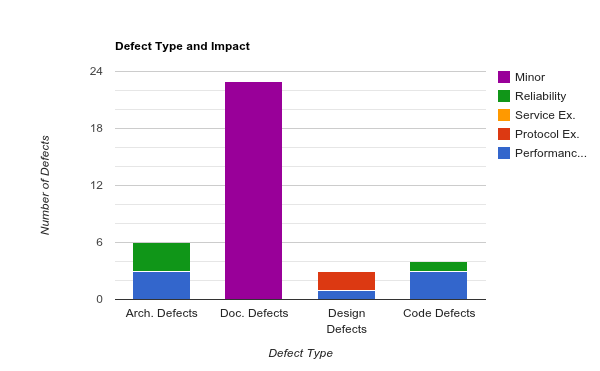 Defect Type and Impact
24
18
12
6
0
Number of Defects
Arch. Defects
Doc. Defects
Design
Defects
Code Defects
Defect Type
Minor
Reliability
Service Ex.
Protocol Ex.
Performanc...